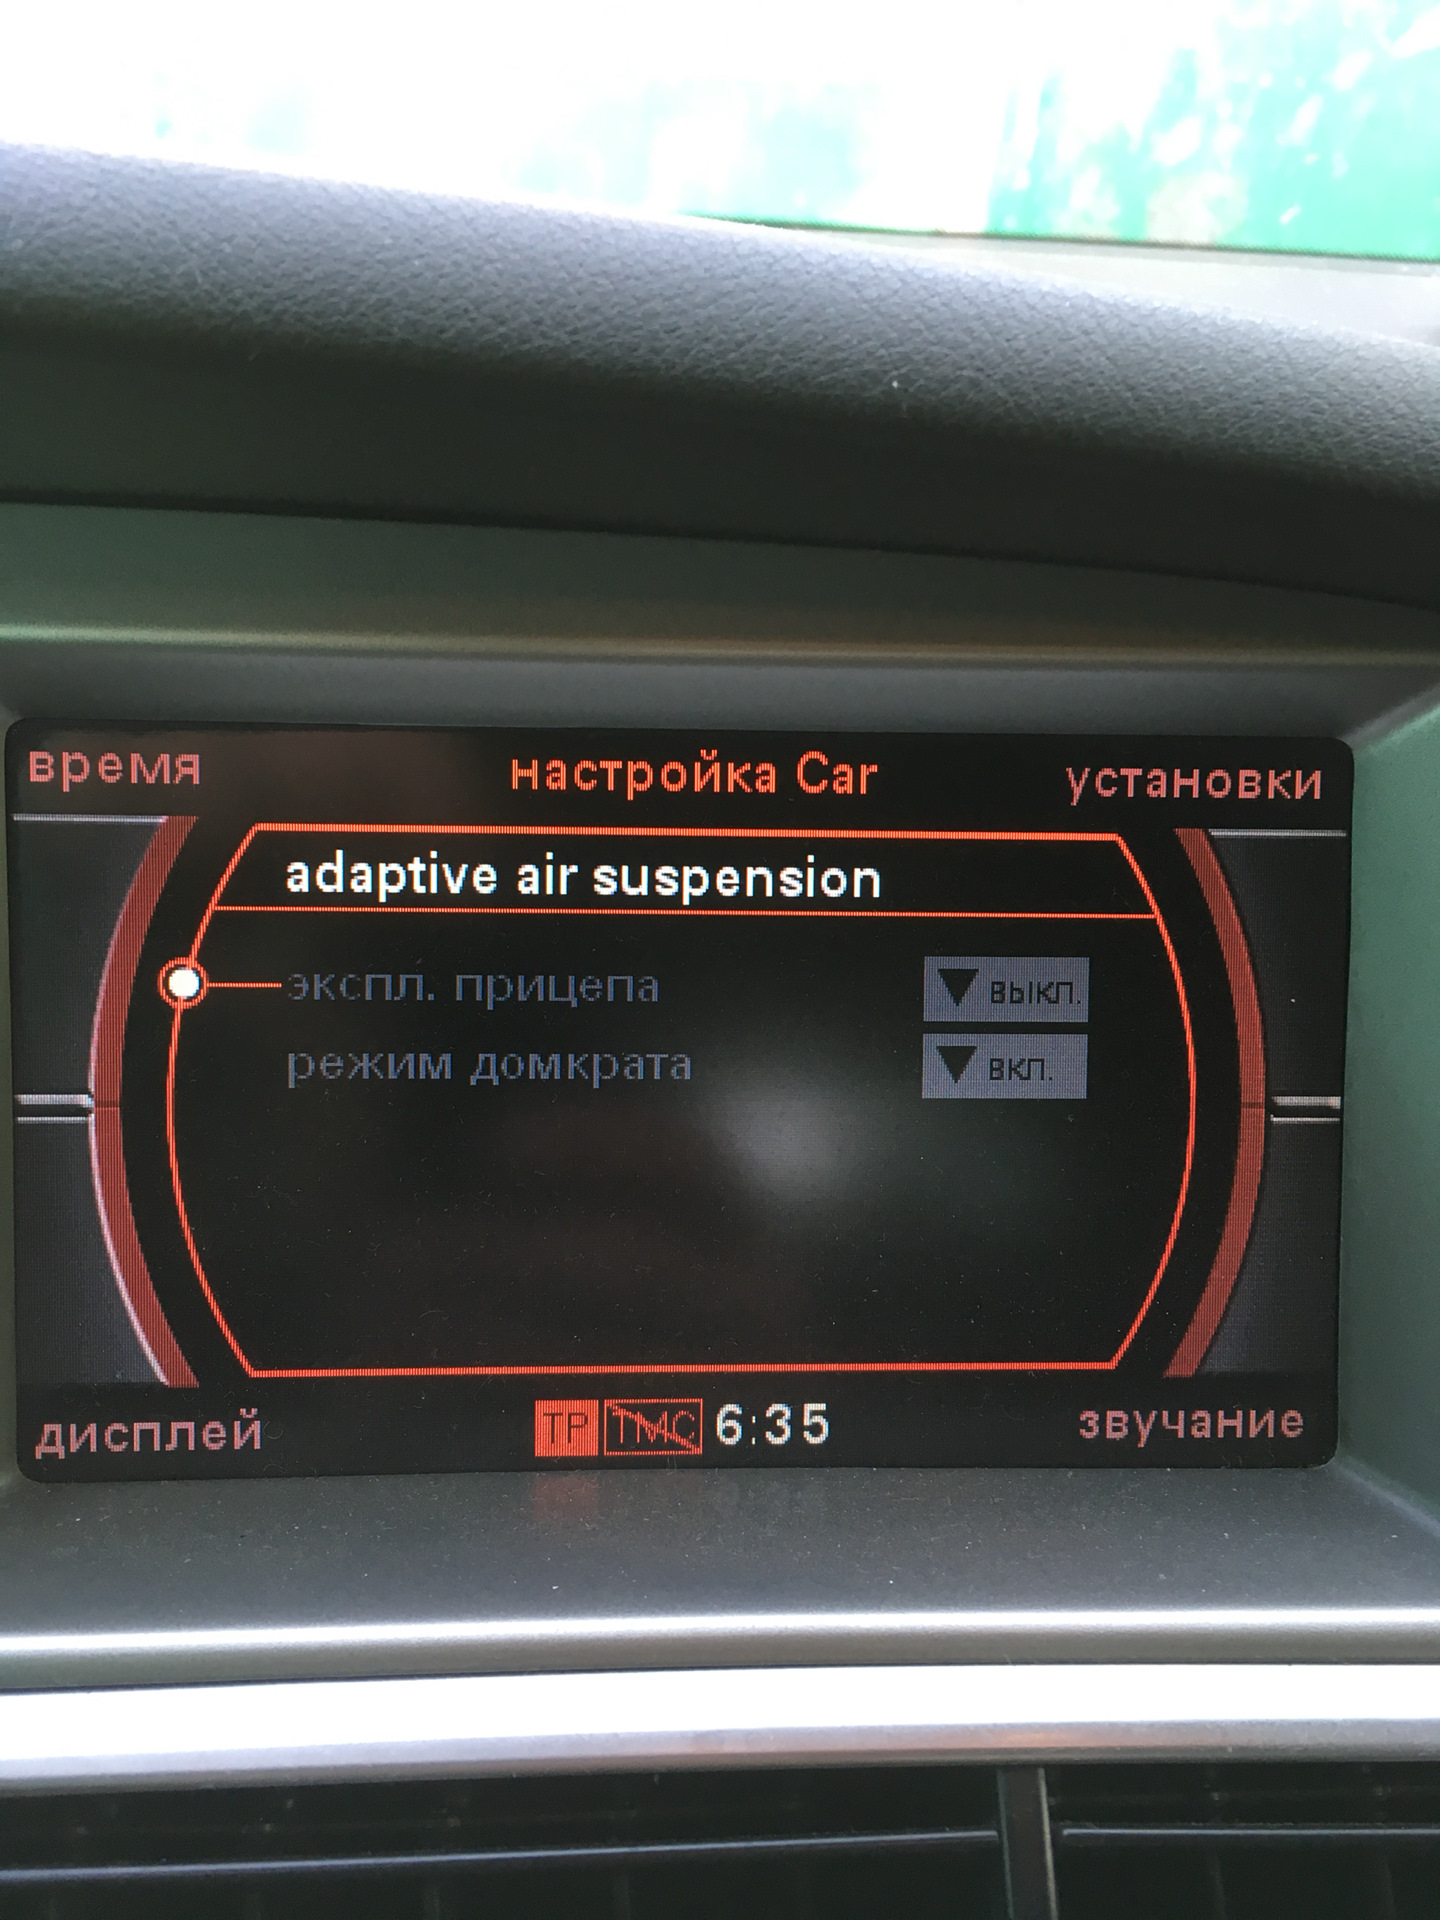 время настройка Car установки
adaptive air suspension
экспл. прицепа выкл.
режим домкрата вкл.
дисплей TP TMC 6:35 звучание